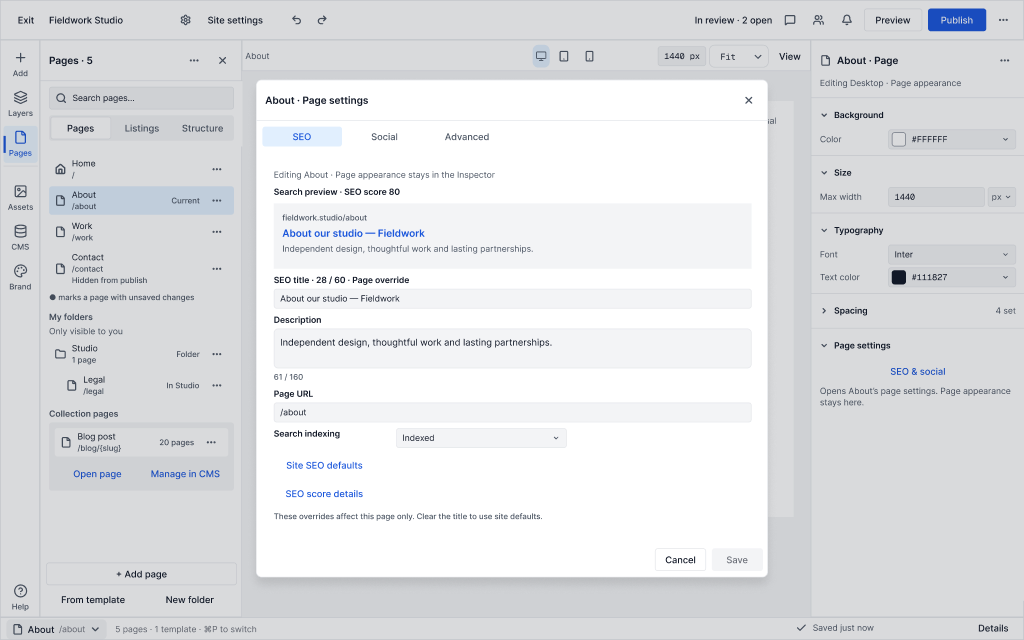 Exit
Fieldwork Studio
Site settings
In review · 2 open
Preview
Publish
Add
Layers
Pages
Assets
CMS
Brand
Help
Pages · 5
Search pages...
Pages
Listings
Structure
Home
/
About
/about
Current
Work
/work
Contact
/contact
Hidden from publish
● marks a page with unsaved changes
My folders
Only visible to you
Studio
1 page
Folder
Legal
/legal
In Studio
Collection pages
Blog post
/blog/{slug}
20 pages
Open page
Manage in CMS
+ Add page
From template
New folder
About
1440 px
Fit
View
About · Page settings
SEO
Social
Advanced
Editing About · Page appearance stays in the Inspector
Search preview · SEO score 80
fieldwork.studio/about
About our studio — Fieldwork
Independent design, thoughtful work and lasting partnerships.
SEO title · 28 / 60 · Page override
About our studio — Fieldwork
Description
Independent design, thoughtful work and lasting partnerships.
61 / 160
Page URL
/about
Search indexing
Indexed
Site SEO defaults
SEO score details
These overrides affect this page only. Clear the title to use site defaults.
Cancel
Save
About · Page
Editing Desktop · Page appearance
Background
Color
#FFFFFF
Size
Max width
1440
px
Typography
Font
Inter
Text color
#111827
Spacing
4 set
Page settings
SEO & social
Opens About's page settings. Page appearance
stays here.
About /about
5 pages · 1 template · ⌘P to switch
Saved just now
Details